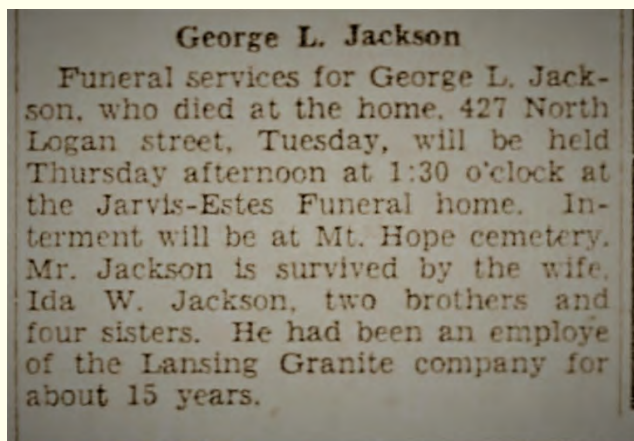 George L. Jackson
Funeral services for George L. Jack-
son, who died at the home, 427 North
Logan street, Tuesday, will be held
Thursday afternoon at 1:30 o'clock at
the Jarvis-Estes Funeral home. In-
terment will be at Mt. Hope cemetery.
Mr. Jackson is survived by the wife,
Ida W. Jackson, two brothers and
four sisters. He had been an employe
of the Lansing Granite company for
about 15 years.